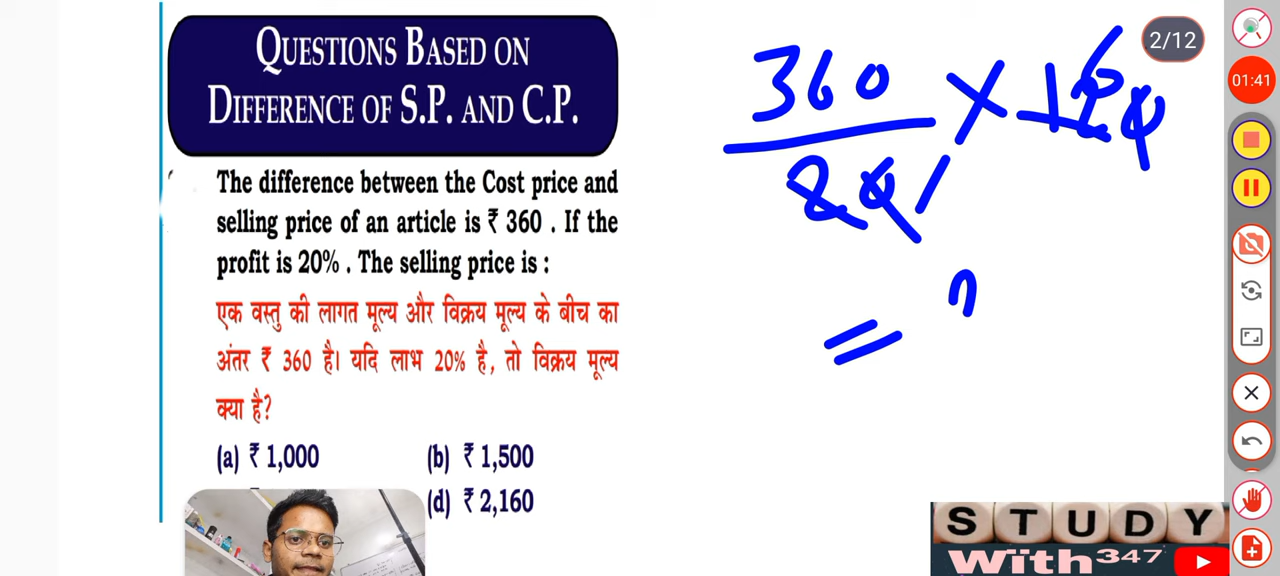 QUESTIONS BASED ON
DIFFERENCE OF S.P. AND C.P.
The difference between the Cost price and
selling price of an article is ₹ 360 . If the
profit is 20% . The selling price is :
एक वस्तु की लागत मूल्य और विक्रय मूल्य के बीच का
अंतर ₹ 360 है। यदि लाभ 20% है, तो विक्रय मूल्य
क्या है?
(a) ₹ 1,000 (b) ₹ 1,500
(d) ₹ 2,160
360 ×
=
2/12
01:41
STUDY
With 347